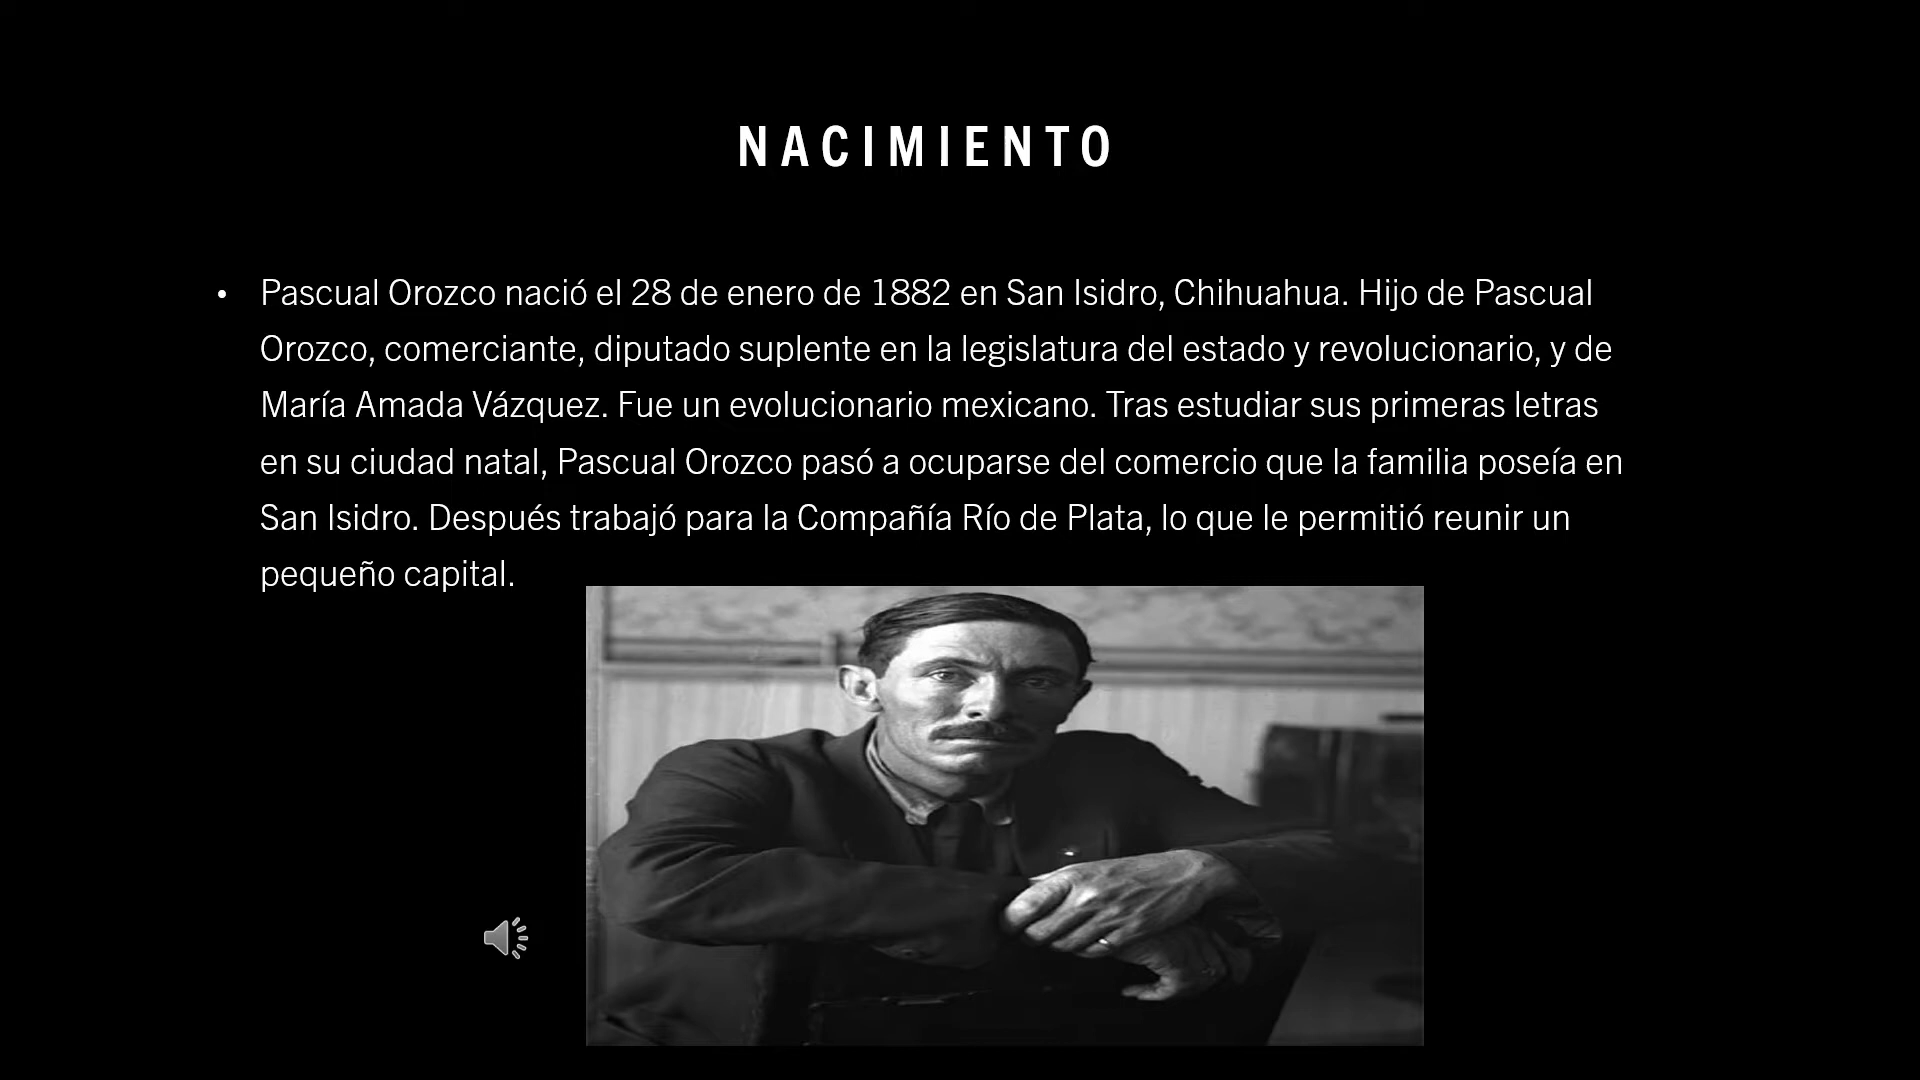 NACIMIENTO
• Pascual Orozco nació el 28 de enero de 1882 en San Isidro, Chihuahua. Hijo de Pascual
Orozco, comerciante, diputado suplente en la legislatura del estado y revolucionario, y de
María Amada Vázquez. Fue un evolucionario mexicano. Tras estudiar sus primeras letras
en su ciudad natal, Pascual Orozco pasó a ocuparse del comercio que la familia poseía en
San Isidro. Después trabajó para la Compañía Río de Plata, lo que le permitió reunir un
pequeño capital.